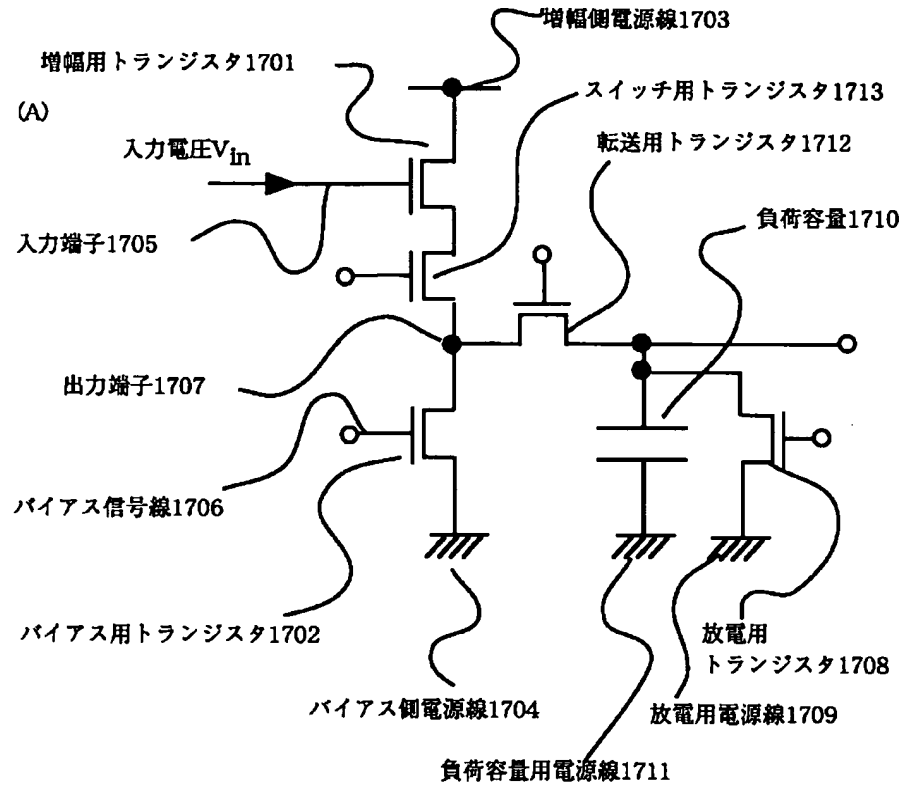 増幅側電源線1703
増幅用トランジスタ1701
スイッチ用トランジスタ1713
(A)
転送用トランジスタ1712
入力電圧Vin
負荷容量1710
入力端子1705
出力端子1707
バイアス信号線1706
バイアス用トランジスタ1702
放電用
トランジスタ1708
バイアス側電源線1704
放電用電源線1709
負荷容量用電源線1711